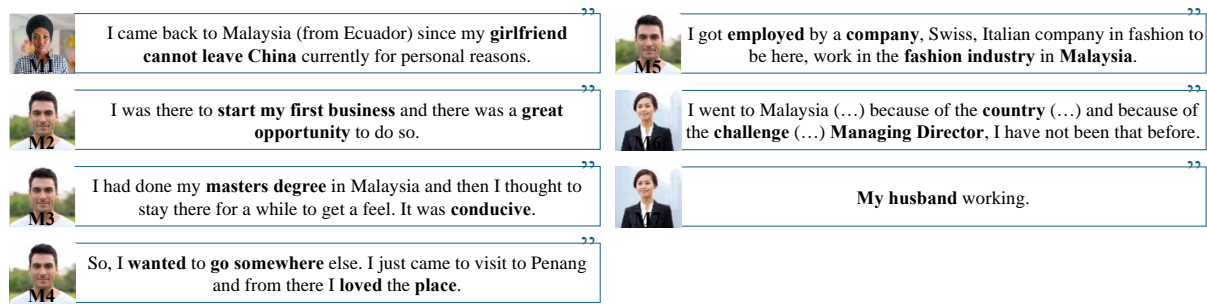 ”
I came back to Malaysia (from Ecuador) since my girlfriend
cannot leave China currently for personal reasons.
M1
”
I was there to start my first business and there was a great
opportunity to do so.
M2
”
I had done my masters degree in Malaysia and then I thought to
stay there for a while to get a feel. It was conducive.
M3
”
So, I wanted to go somewhere else. I just came to visit to Penang
and from there I loved the place.
M4
”
I got employed by a company, Swiss, Italian company in fashion to
be here, work in the fashion industry in Malaysia.
M5
”
I went to Malaysia (…) because of the country (…) and because of
the challenge (…) Managing Director, I have not been that before.
M6
”
My husband working.
M7